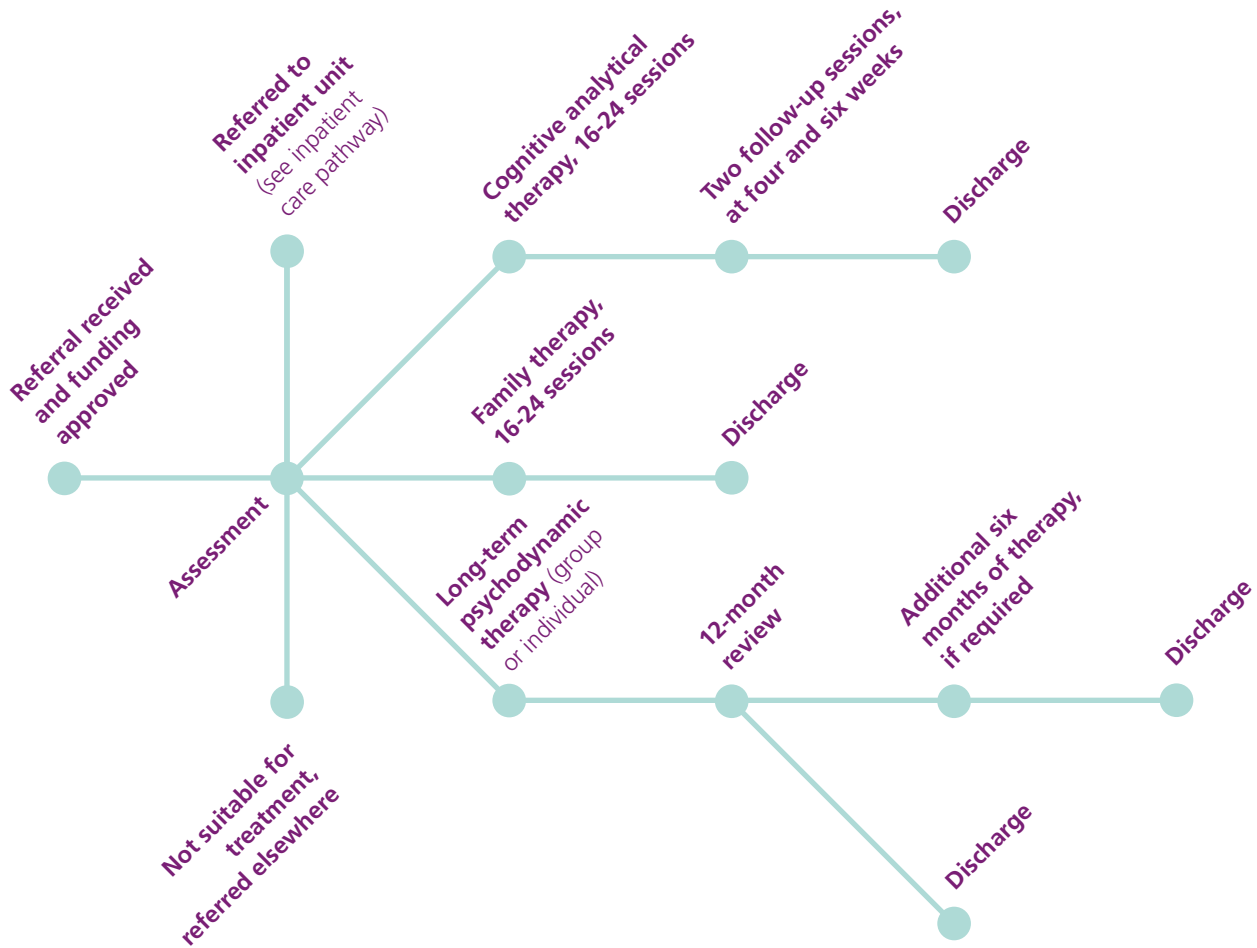 Referral received
and funding
approved
Assessment
Referred to
inpatient unit
(see inpatient
care pathway)
Not suitable for
treatment,
referred elsewhere
Cognitive analytical
therapy, 16-24 sessions
Two follow-up sessions,
at four and six weeks
Discharge
Family therapy,
16-24 sessions
Discharge
Long-term
psychodynamic
therapy (group
or individual)
12-month
review
Additional six
months of therapy,
if required
Discharge
Discharge